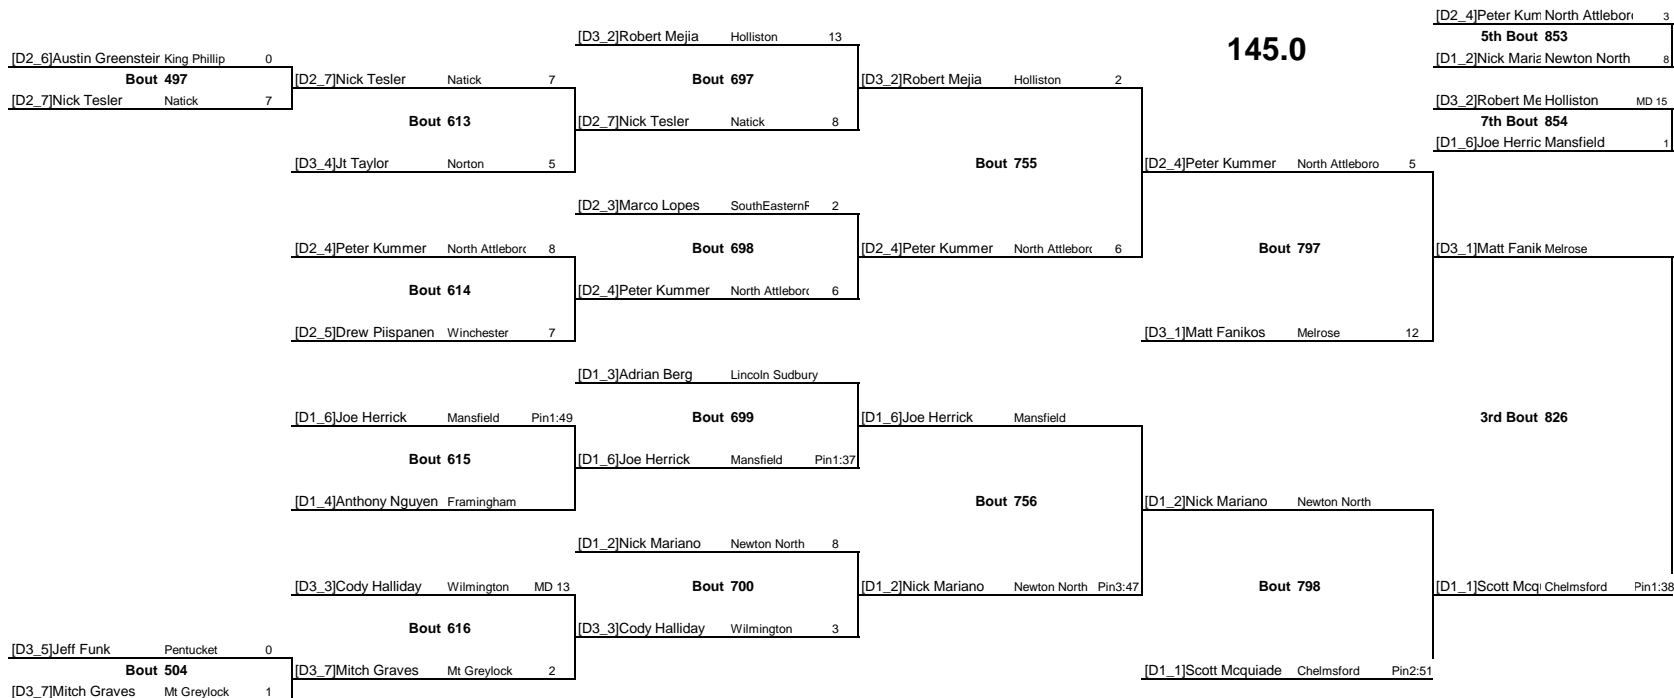 [D2_6]Austin Greensteir King Phillip 0
Bout 497
[D2_7]Nick Tesler Natick 7
[D3_5]Jeff Funk Pentucket 0
Bout 504
[D3_7]Mitch Graves Mt Greylock 1
[D2_7]Nick Tesler Natick 7
Bout 613
[D3_4]Jt Taylor Norton 5
[D2_4]Peter Kummer North Attleborc 8
Bout 614
[D2_5]Drew Piispanen Winchester 7
[D1_6]Joe Herrick Mansfield Pin1:49
Bout 615
[D1_4]Anthony Nguyen Framingham
[D3_3]Cody Halliday Wilmington MD 13
Bout 616
[D3_7]Mitch Graves Mt Greylock 2
[D3_2]Robert Mejia Holliston 13
Bout 697
[D2_7]Nick Tesler Natick 8
[D2_3]Marco Lopes SouthEasternF 2
Bout 698
[D2_4]Peter Kummer North Attleborc 6
[D1_3]Adrian Berg Lincoln Sudbury
Bout 699
[D1_6]Joe Herrick Mansfield Pin1:37
[D1_2]Nick Mariano Newton North 8
Bout 700
[D3_3]Cody Halliday Wilmington 3
[D3_2]Robert Mejia Holliston 2
Bout 755
[D2_4]Peter Kummer North Attleborc 6
[D1_6]Joe Herrick Mansfield
Bout 756
[D1_2]Nick Mariano Newton North Pin3:47
145.0
[D2_4]Peter Kummer North Attleboro 5
Bout 797
[D3_1]Matt Fanikos Melrose 12
[D1_2]Nick Mariano Newton North
Bout 798
[D1_1]Scott Mcquiade Chelmsford Pin2:51
[D2_4]Peter Kum North Attlebor 3
5th Bout 853
[D1_2]Nick Maria Newton North 8
[D3_2]Robert Me Holliston MD 15
7th Bout 854
[D1_6]Joe Herric Mansfield 1
[D3_1]Matt Fanik Melrose
3rd Bout 826
[D1_1]Scott Mcq Chelmsford Pin1:38